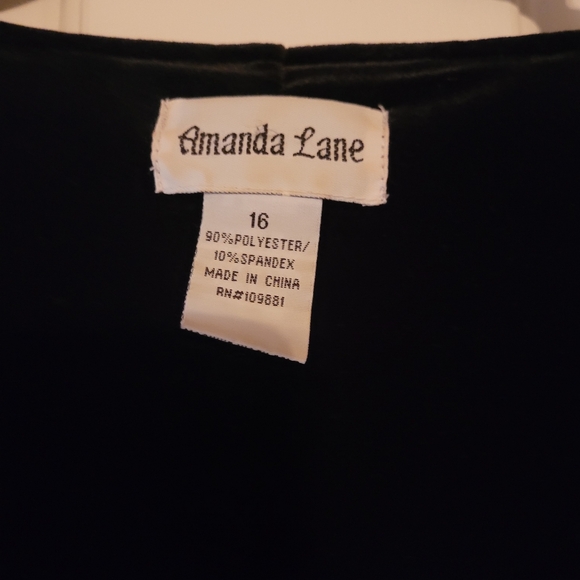 Amanda Lane
16
90%POLYESTER/
10%SPANDEX
MADE IN CHINA
RN#109881